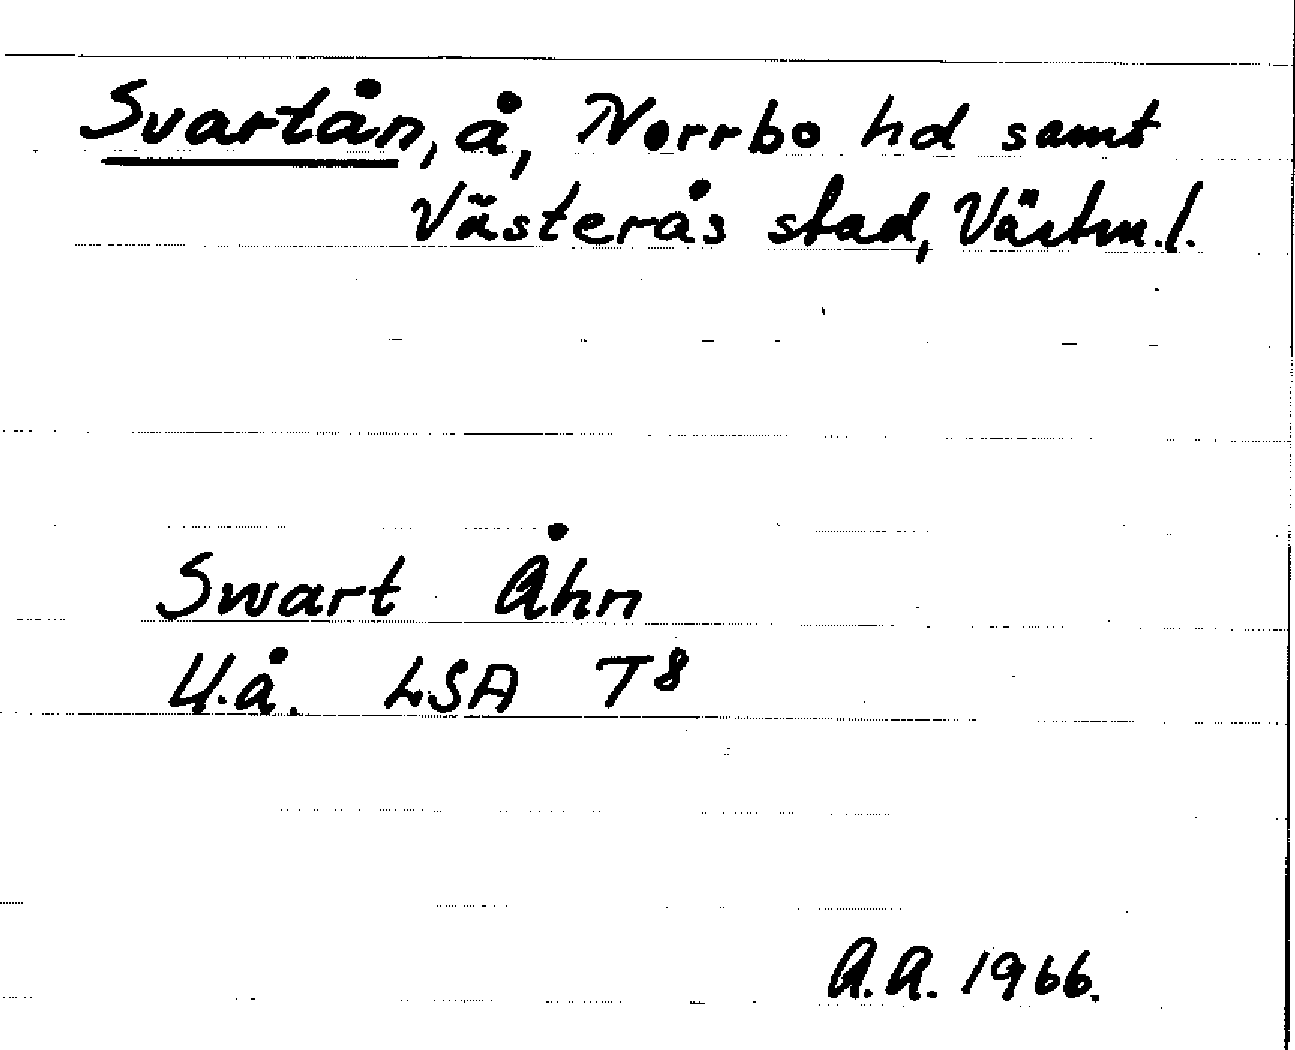 Svartån, å, Norrbo hd samt
Västerås stad, Västm. l.
Swart Åhn
U.å. LSA T8
A.A. 1966.